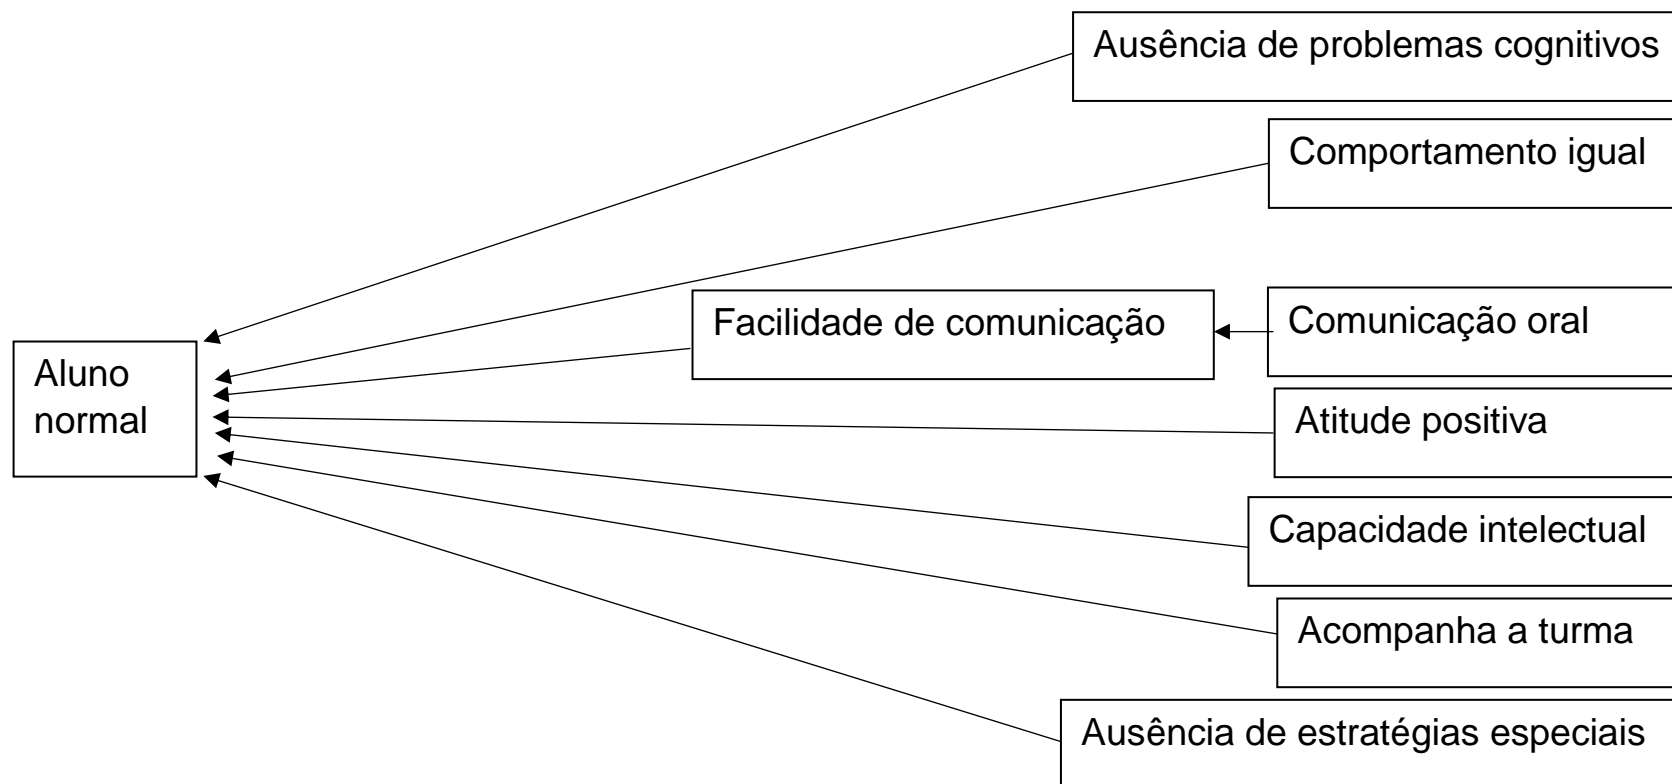 Ausência de problemas cognitivos
Comportamento igual
Facilidade de comunicação
Comunicação oral
Aluno
normal
Atitude positiva
Capacidade intelectual
Acompanha a turma
Ausência de estratégias especiais